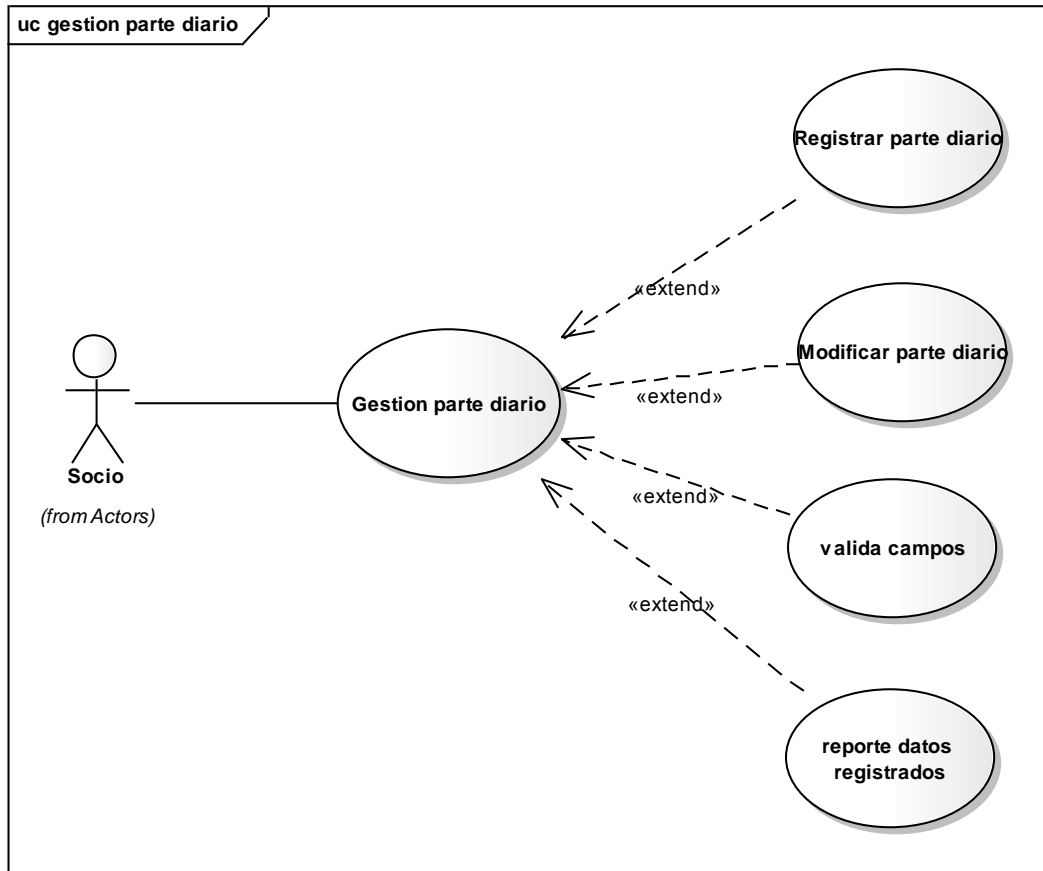 uc gestion parte diario
Registrar parte diario
«extend»
Modificar parte diario
«extend»
Gestion parte diario
Socio
(from Actors)
«extend»
valida campos
«extend»
reporte datos
registrados